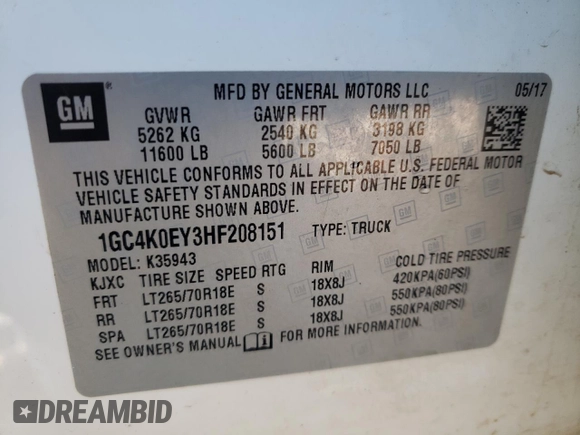 GM
MFD BY GENERAL MOTORS LLC 05/17
GVWR GAWR FRT GAWR RR
5262 KG 2540 KG 3198 KG
11600 LB 5600 LB 7050 LB
THIS VEHICLE CONFORMS TO ALL APPLICABLE U.S. FEDERAL MOTOR
VEHICLE SAFETY STANDARDS IN EFFECT ON THE DATE OF
MANUFACTURE SHOWN ABOVE.
1GC4K0EY3HF208151 TYPE: TRUCK
MODEL: K35943
KJXC TIRE SIZE SPEED RTG RIM COLD TIRE PRESSURE
FRT LT265/70R18E S 18X8J 420KPA(60PSI)
RR LT265/70R18E S 18X8J 550KPA(80PSI)
SPA LT265/70R18E S 18X8J 550KPA(80PSI)
SEE OWNER'S MANUAL FOR MORE INFORMATION.
DREAMBID